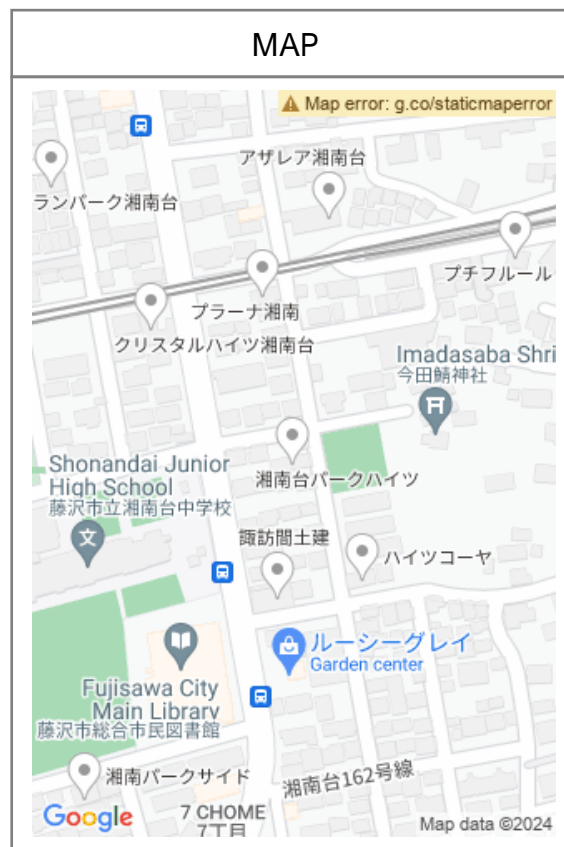 MAP
Map error: g.co/staticmaperror
アザレア湘南台
ランパーク湘南台
プチフルール
プラーナ湘南
クリスタルハイツ湘南台
Imadasaba Shri
今田鯖神社
Shonandai Junior
High School
藤沢市立湘南台中学校
文
湘南台パークハイツ
諏訪間土建
ハイツコーヤ
ルーシーグレイ
Garden center
Fujisawa City
Main Library
藤沢市総合市民図書館
湘南パークサイド
湘南台162号線
7 CHOME
7丁目
Google
Map data ©2024